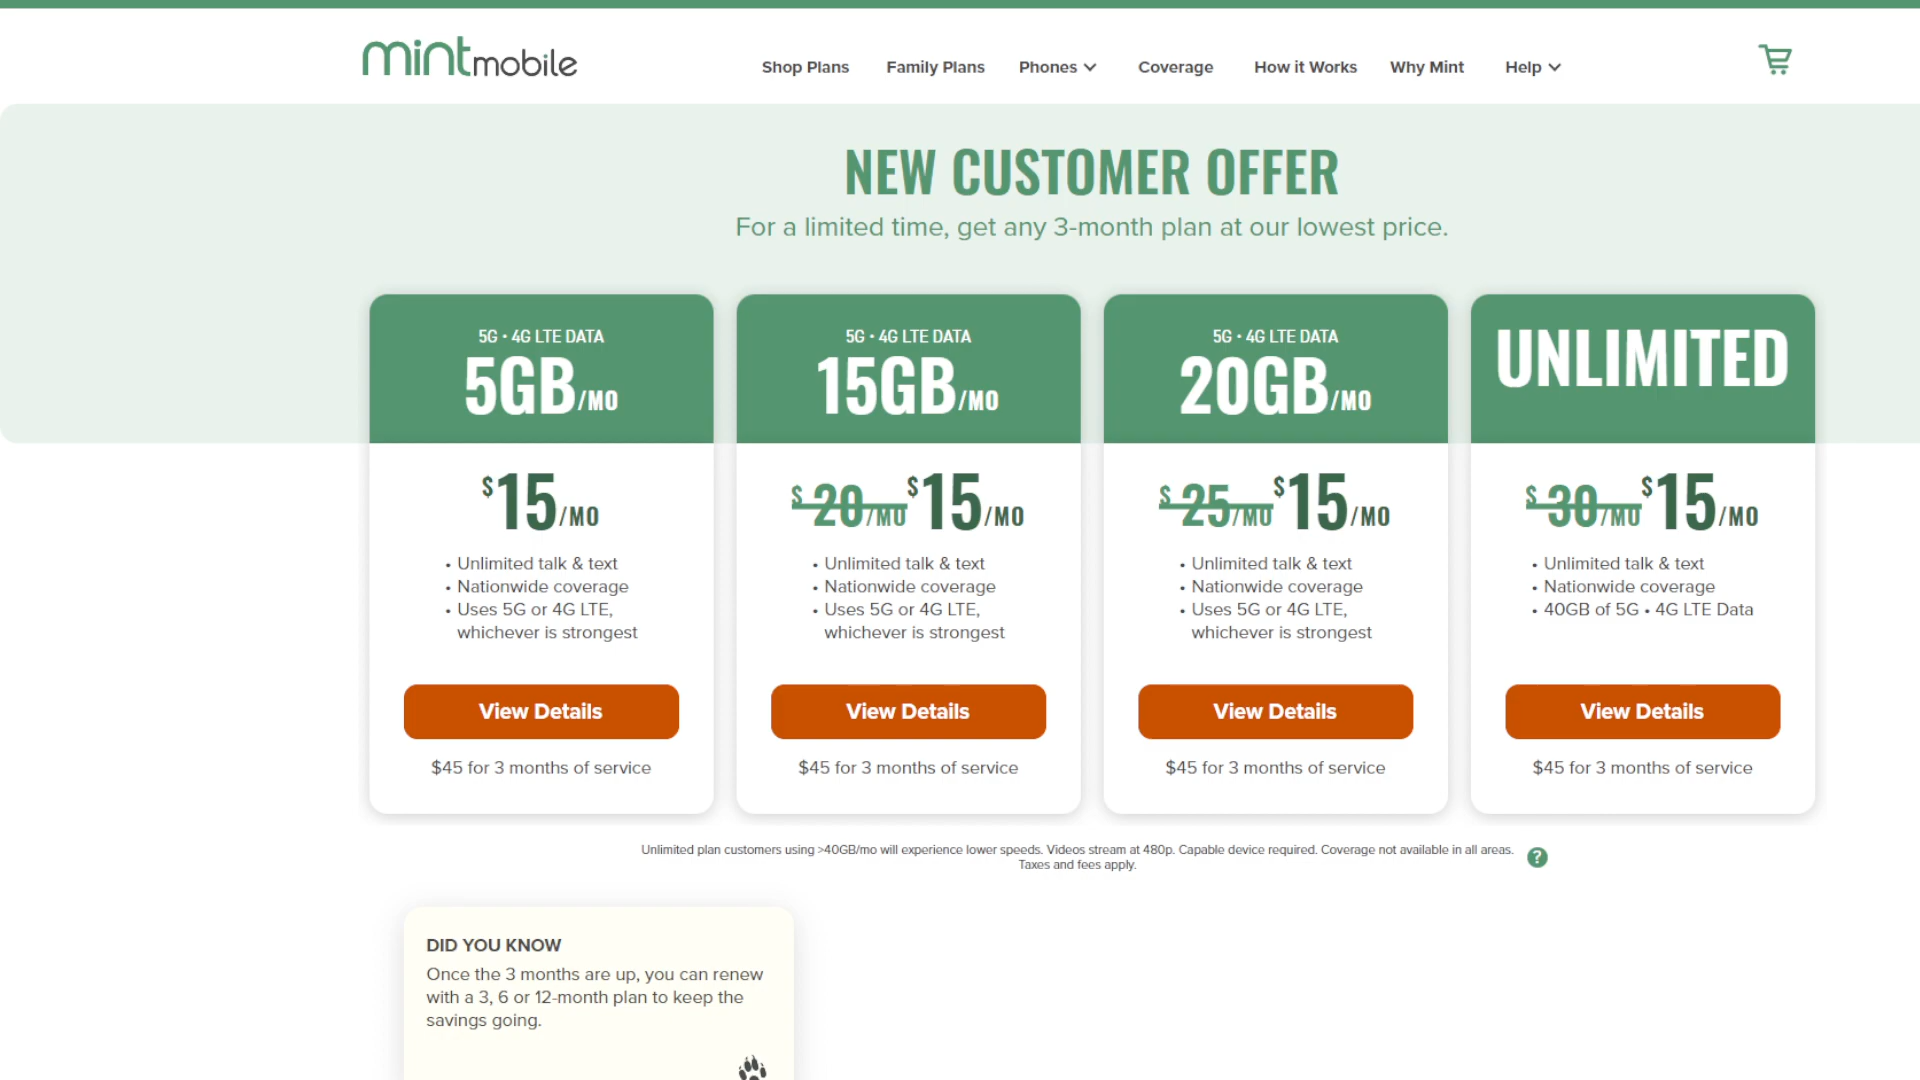 mint mobile
Shop Plans Family Plans Phones Coverage How it Works Why Mint Help
NEW CUSTOMER OFFER
For a limited time, get any 3-month plan at our lowest price.
5G • 4G LTE DATA
5GB/MO
$15/MO
• Unlimited talk & text
• Nationwide coverage
• Uses 5G or 4G LTE,
whichever is strongest
View Details
$45 for 3 months of service
5G • 4G LTE DATA
15GB/MO
$20/MO $15/MO
• Unlimited talk & text
• Nationwide coverage
• Uses 5G or 4G LTE,
whichever is strongest
View Details
$45 for 3 months of service
5G • 4G LTE DATA
20GB/MO
$25/MO $15/MO
• Unlimited talk & text
• Nationwide coverage
• Uses 5G or 4G LTE,
whichever is strongest
View Details
$45 for 3 months of service
UNLIMITED
$30/MO $15/MO
• Unlimited talk & text
• Nationwide coverage
• 40GB of 5G • 4G LTE Data
View Details
$45 for 3 months of service
Unlimited plan customers using >40GB/mo will experience lower speeds. Videos stream at 480p. Capable device required. Coverage not available in all areas.
Taxes and fees apply.
?
DID YOU KNOW
Once the 3 months are up, you can renew
with a 3, 6 or 12-month plan to keep the
savings going.